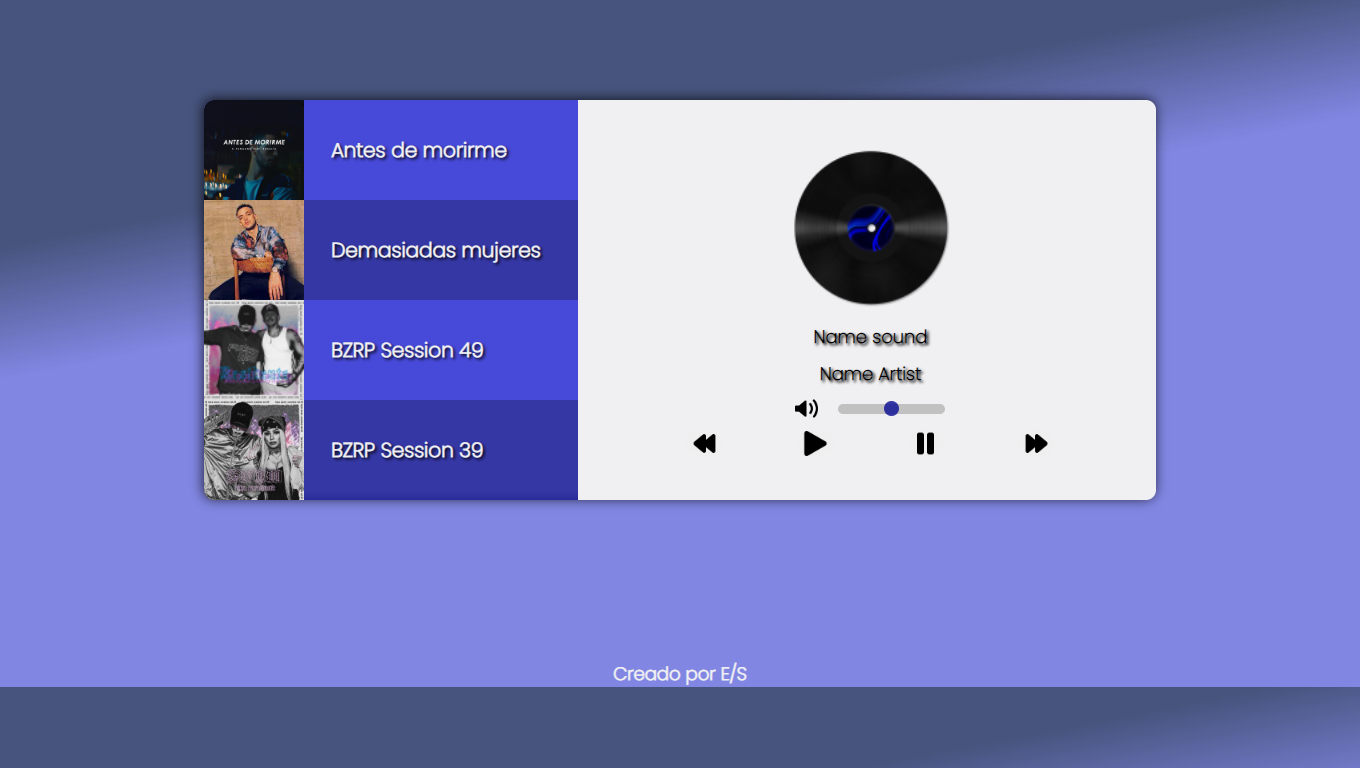 ANTES DE MORIRME
Antes de morirme
Demasiadas mujeres
BZRP Session 49
BZRP Session 39
Name sound
Name Artist
Creado por E/S